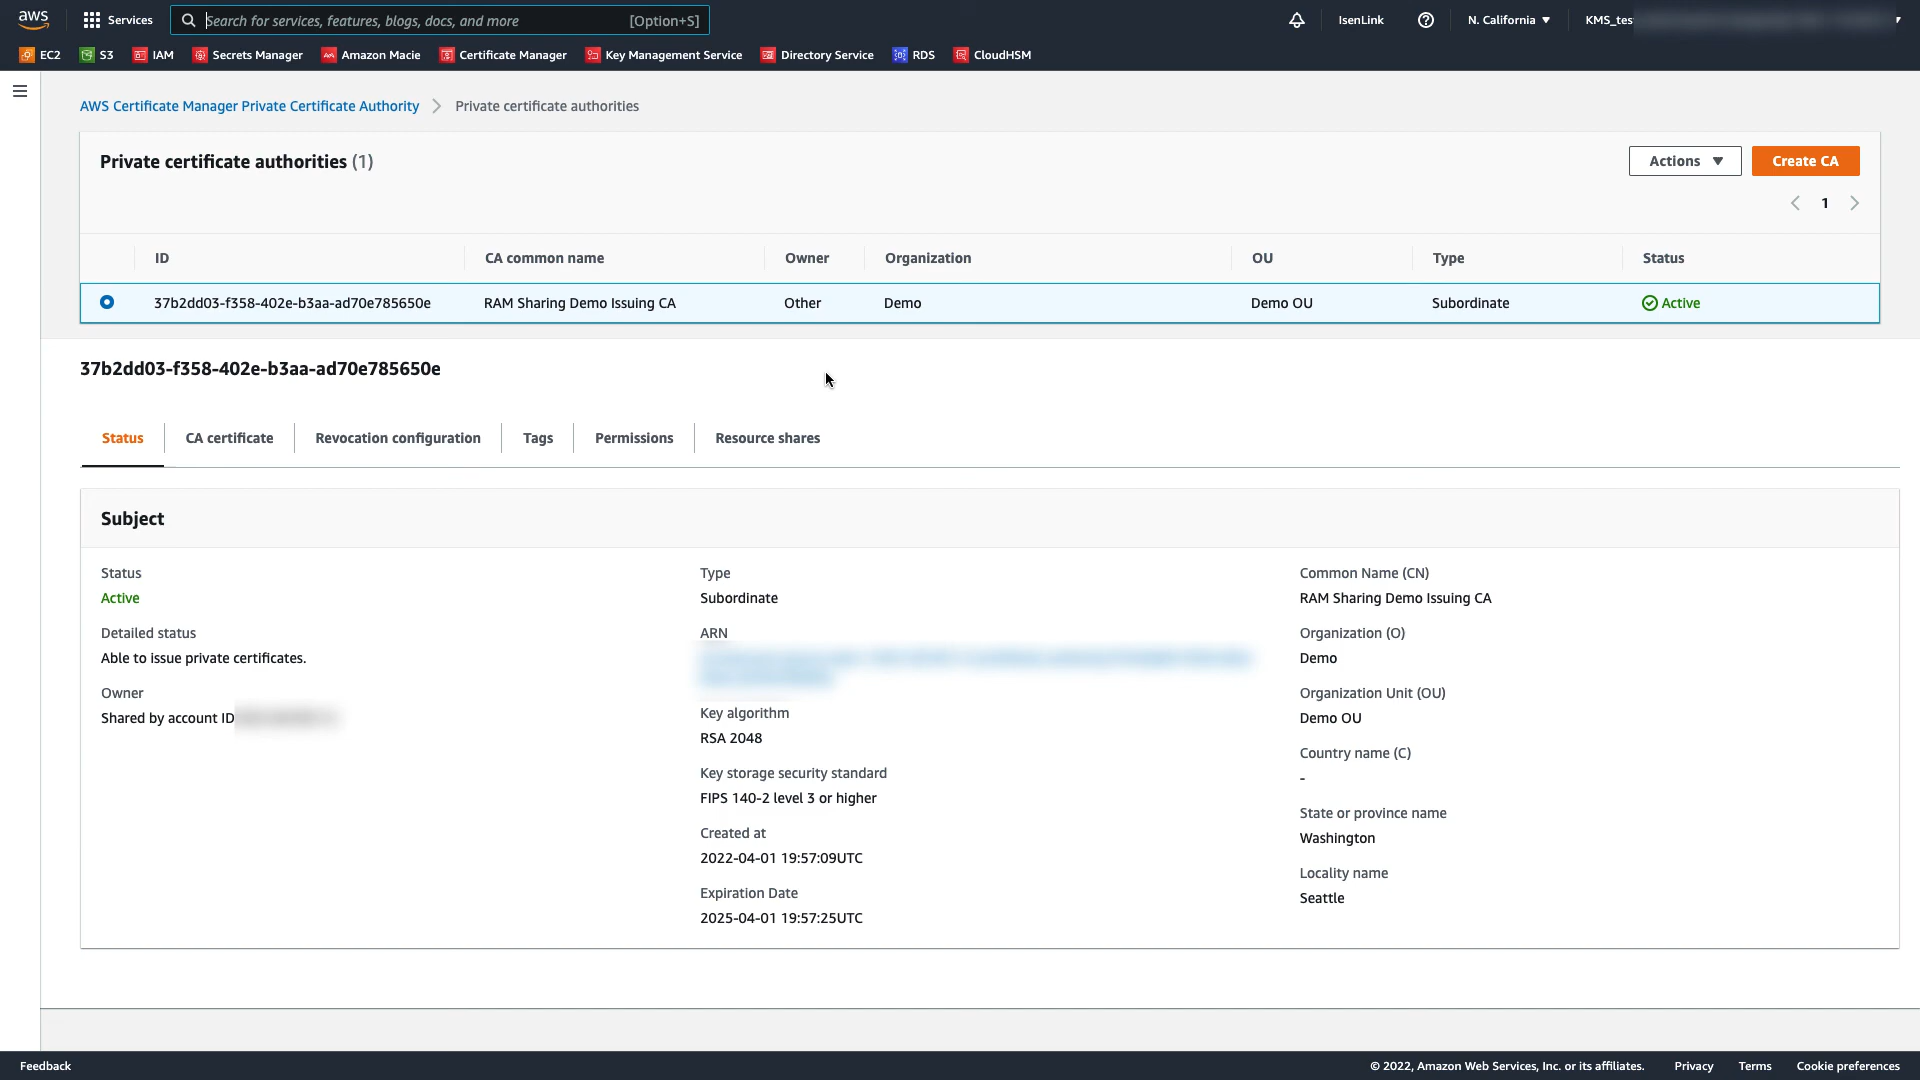 aws Services Search for services, features, blogs, docs, and more [Option+S] IsenLink N. California KMS_tes
EC2 S3 IAM Secrets Manager Amazon Macie Certificate Manager Key Management Service Directory Service RDS CloudHSM
AWS Certificate Manager Private Certificate Authority Private certificate authorities
Private certificate authorities (1) Actions Create CA
1
ID CA common name Owner Organization OU Type Status
37b2dd03-f358-402e-b3aa-ad70e785650e RAM Sharing Demo Issuing CA Other Demo Demo OU Subordinate Active
37b2dd03-f358-402e-b3aa-ad70e785650e
Status CA certificate Revocation configuration Tags Permissions Resource shares
Subject
Status
Active
Detailed status
Able to issue private certificates.
Owner
Shared by account ID
Type
Subordinate
ARN
Key algorithm
RSA 2048
Key storage security standard
FIPS 140-2 level 3 or higher
Created at
2022-04-01 19:57:09UTC
Expiration Date
2025-04-01 19:57:25UTC
Common Name (CN)
RAM Sharing Demo Issuing CA
Organization (O)
Demo
Organization Unit (OU)
Demo OU
Country name (C)
-
State or province name
Washington
Locality name
Seattle
Feedback © 2022, Amazon Web Services, Inc. or its affiliates. Privacy Terms Cookie preferences